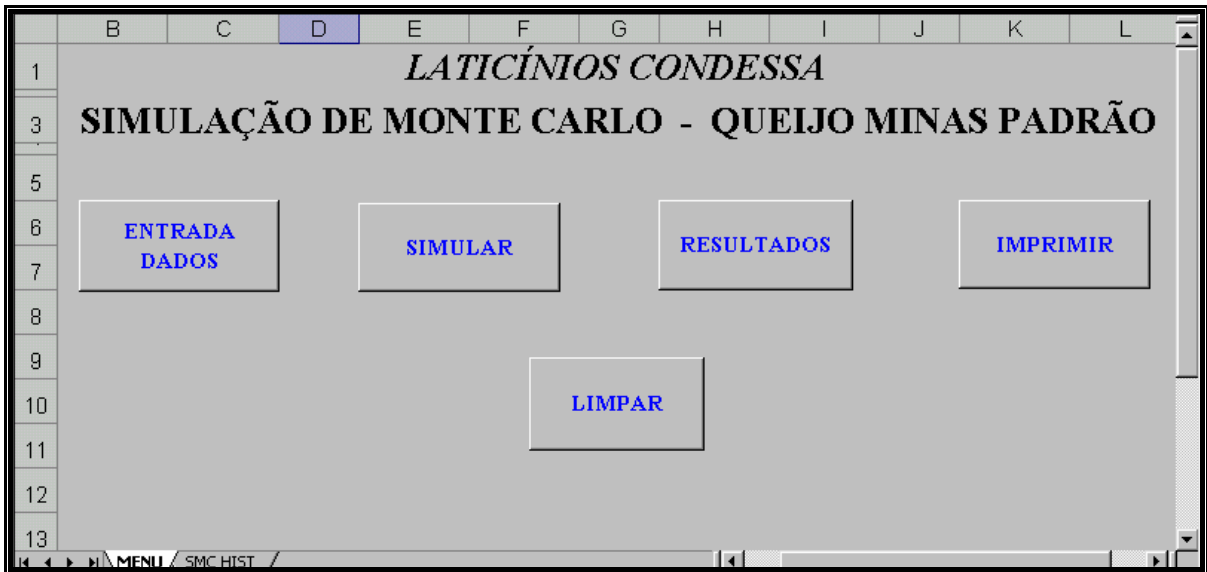 B C D E F G H I J K L
1 LATICÍNIOS CONDESSA
3 SIMULAÇÃO DE MONTE CARLO - QUEIJO MINAS PADRÃO
5
6
7
ENTRADA
DADOS
SIMULAR
RESULTADOS
IMPRIMIR
8
9
10
LIMPAR
11
12
13
MENU SMC HIST